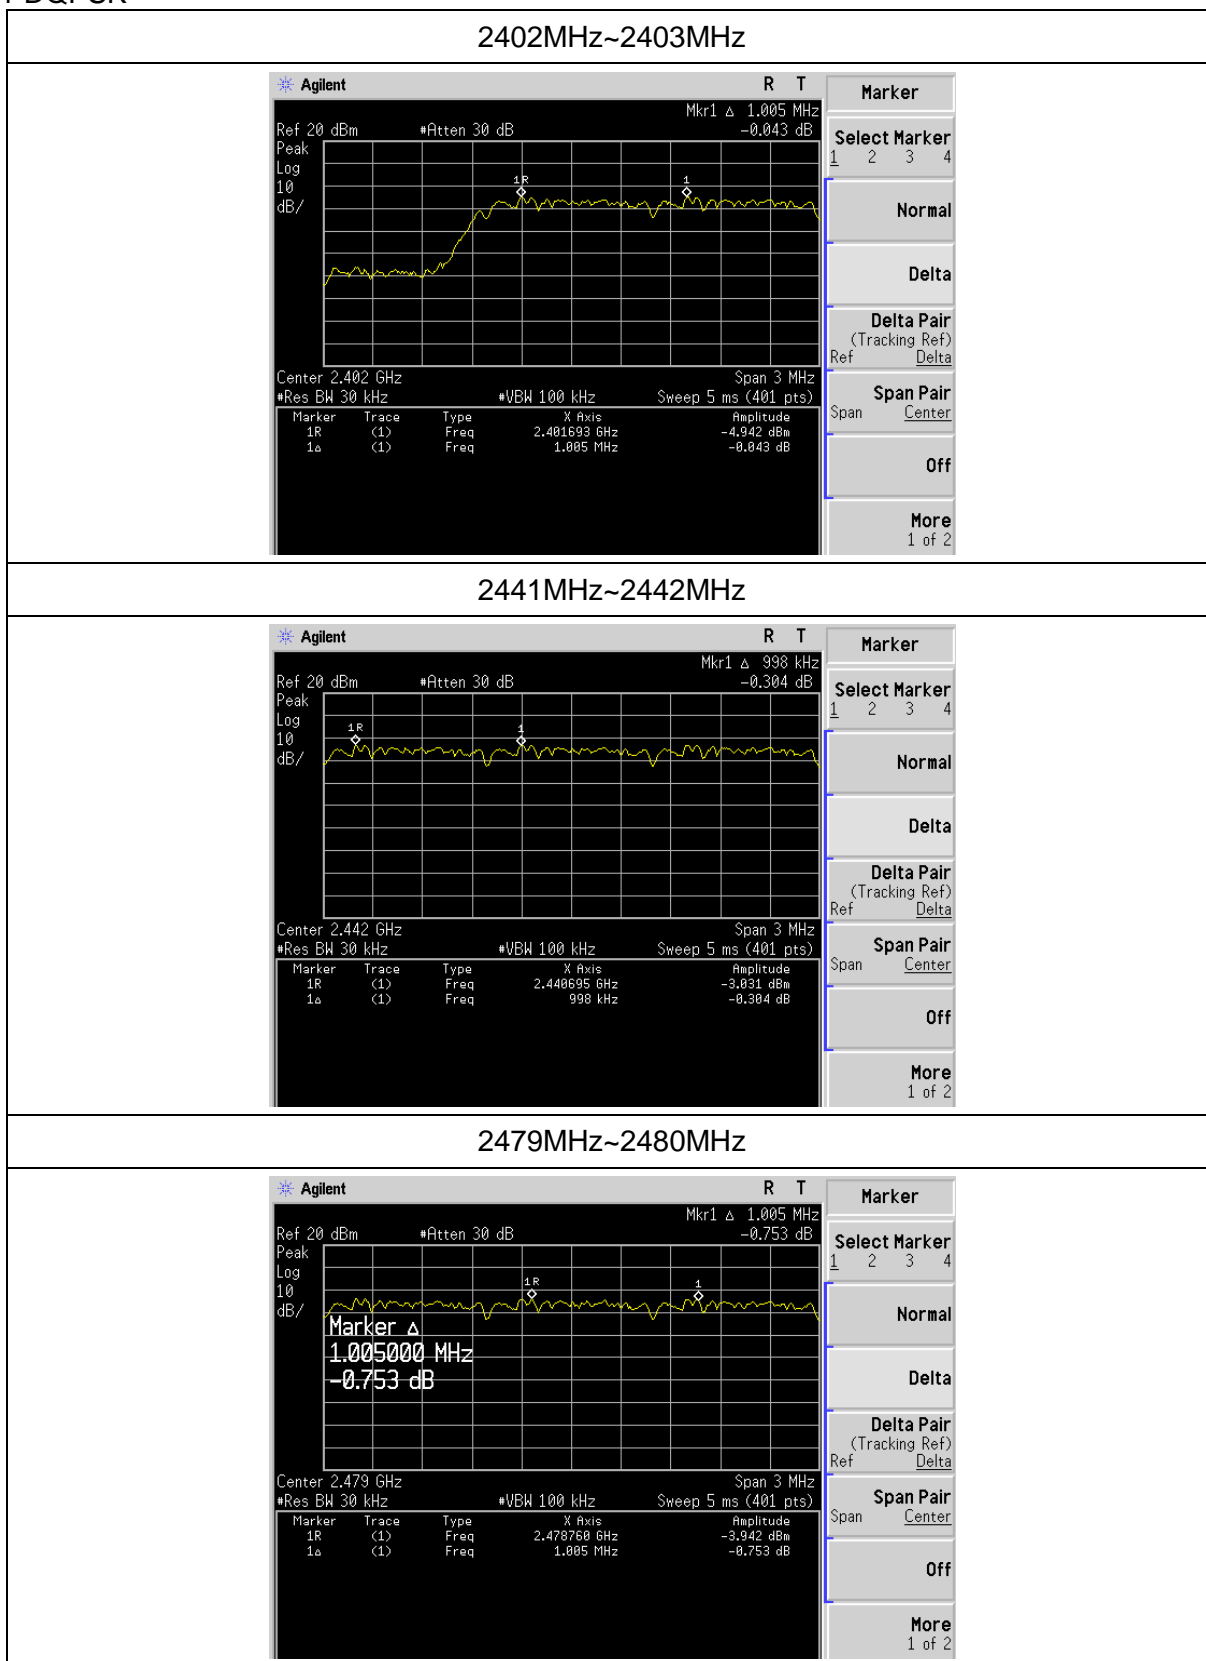 2402MHz~2403MHz
Agilent R T
Marker
Mkr1 Δ 1.005 MHz
Ref 20 dBm #Atten 30 dB -0.043 dB
Select Marker
1 2 3 4
Peak
Log
10
dB/
1R 1
Normal
Delta
Delta Pair
(Tracking Ref)
Ref Delta
Center 2.402 GHz Span 3 MHz
#Res BW 30 kHz #VBW 100 kHz Sweep 5 ms (401 pts)
Span Pair
Span Center
Marker Trace Type X Axis Amplitude
1R (1) Freq 2.401693 GHz -4.942 dBm
1Δ (1) Freq 1.005 MHz -0.043 dB
Off
More
1 of 2
2441MHz~2442MHz
Agilent R T
Marker
Mkr1 Δ 998 kHz
Ref 20 dBm #Atten 30 dB -0.304 dB
Select Marker
1 2 3 4
Peak
Log
10
dB/
1R 1
Normal
Delta
Delta Pair
(Tracking Ref)
Ref Delta
Center 2.442 GHz Span 3 MHz
#Res BW 30 kHz #VBW 100 kHz Sweep 5 ms (401 pts)
Span Pair
Span Center
Marker Trace Type X Axis Amplitude
1R (1) Freq 2.440695 GHz -3.031 dBm
1Δ (1) Freq 998 kHz -0.304 dB
Off
More
1 of 2
2479MHz~2480MHz
Agilent R T
Marker
Mkr1 Δ 1.005 MHz
Ref 20 dBm #Atten 30 dB -0.753 dB
Select Marker
1 2 3 4
Peak
Log
10
dB/
1R 1
Marker Δ
1.005000 MHz
-0.753 dB
Normal
Delta
Delta Pair
(Tracking Ref)
Ref Delta
Center 2.479 GHz Span 3 MHz
#Res BW 30 kHz #VBW 100 kHz Sweep 5 ms (401 pts)
Span Pair
Span Center
Marker Trace Type X Axis Amplitude
1R (1) Freq 2.478760 GHz -3.942 dBm
1Δ (1) Freq 1.005 MHz -0.753 dB
Off
More
1 of 2